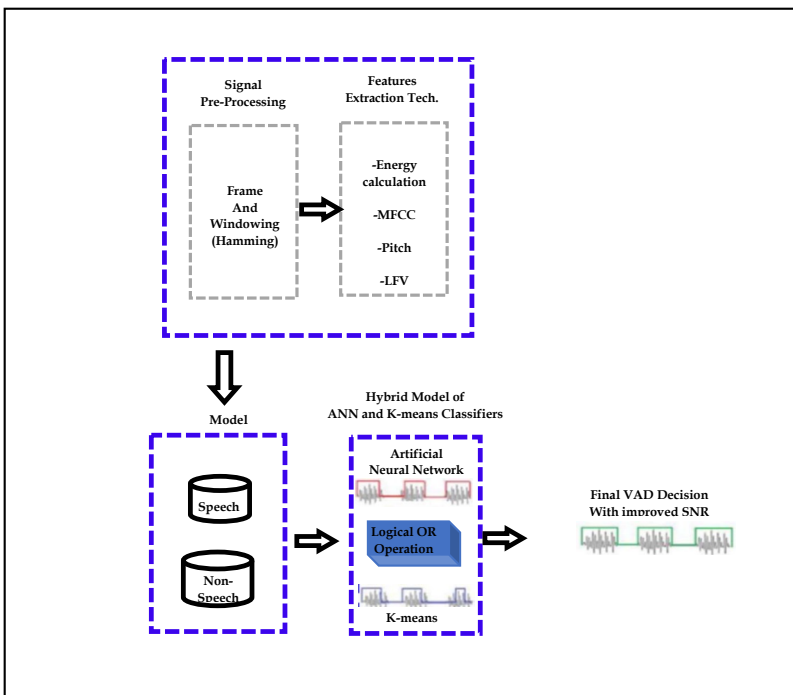 Signal
Pre-Processing
Features
Extraction Tech.
Frame
And
Windowing
(Hamming)
-Energy
calculation
-MFCC
-Pitch
-LFV
Model
Speech
Non-
Speech
Hybrid Model of
ANN and K-means Classifiers
Artificial
Neural Network
Logical OR
Operation
K-means
Final VAD Decision
With improved SNR